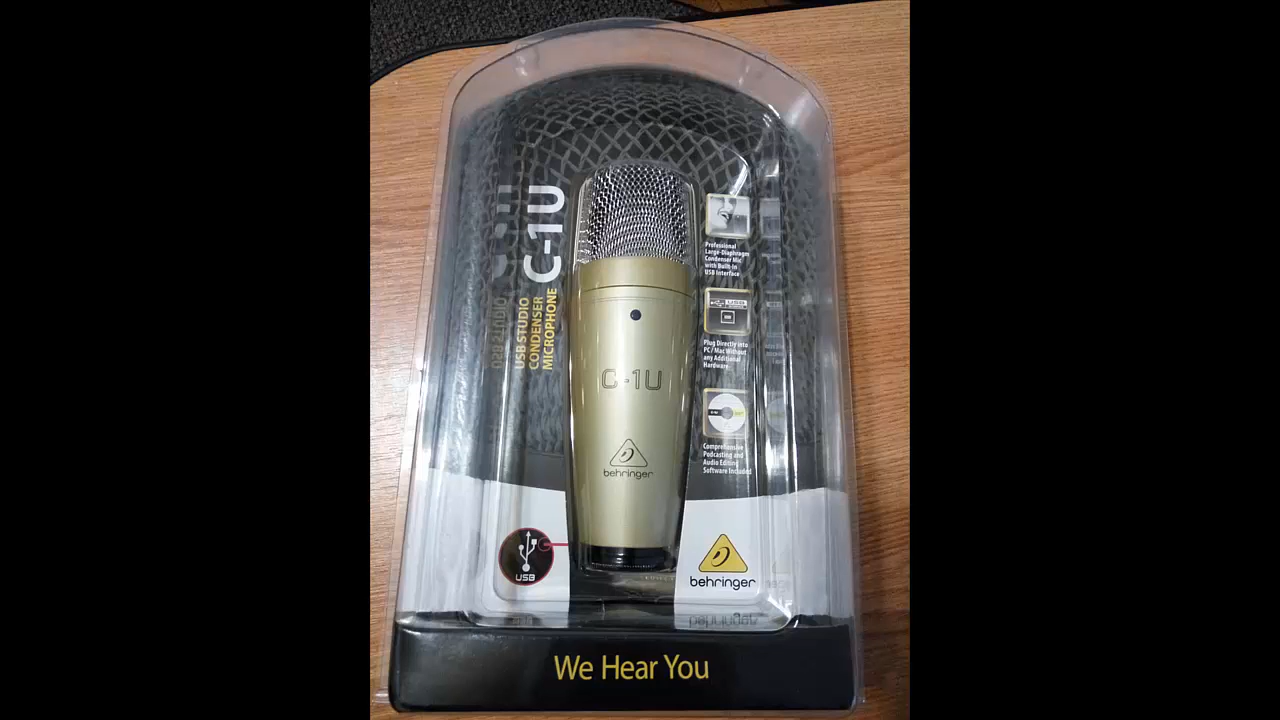 C-1U
USB STUDIO
CONDENSER
MICROPHONE
Professional
Large-Diaphragm
Condenser Mic
with Built-In
USB Interface
USB
Plug Directly into
PC / Mac Without
any Additional
Hardware
Comprehensive
Podcasting and
Audio Editing
Software Included
C-1U
behringer
USB
behringer
We Hear You